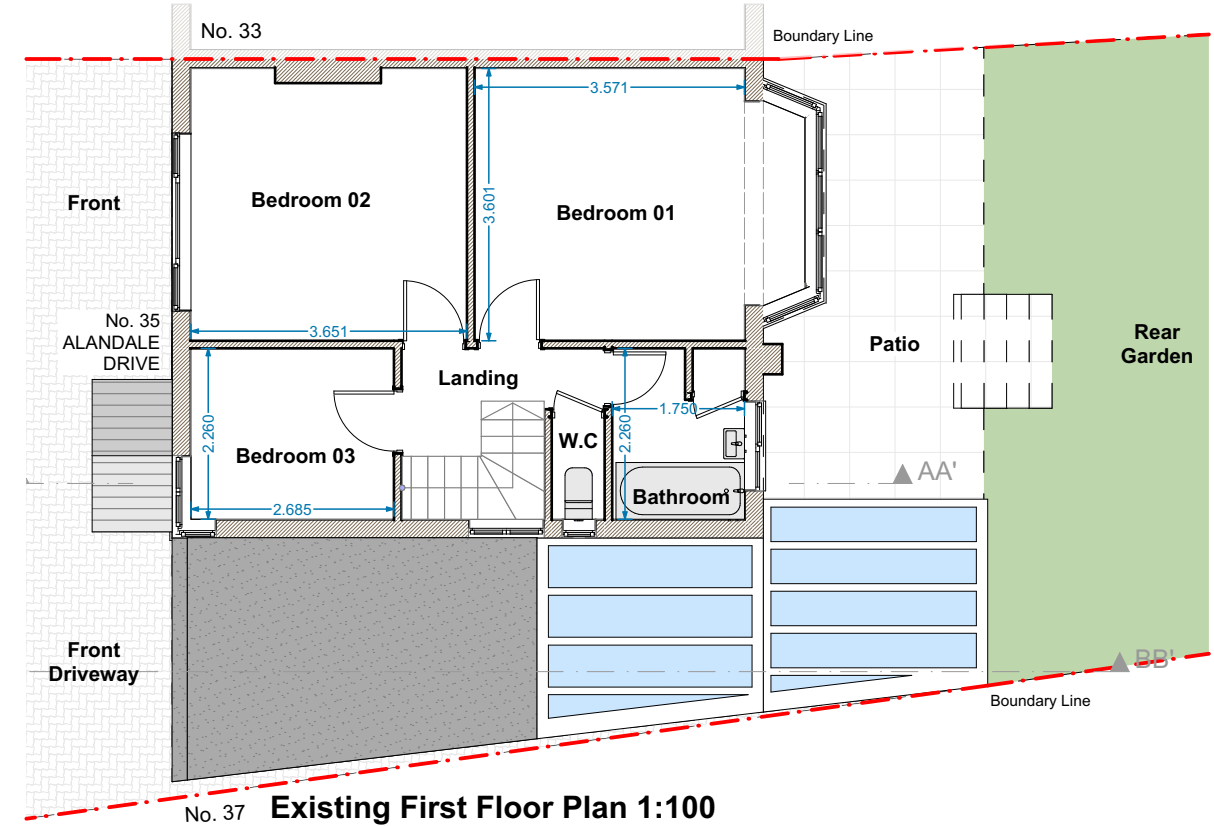 No. 33
Boundary Line
3.571
Bedroom 02
Bedroom 01
3.601
Front
3.651
No. 35
ALANDALE
DRIVE
Landing
Patio
Rear
Garden
2.260
Bedroom 03
2.685
W.C
2.260
1.750
Bathroom
AA'
Front
Driveway
BB'
Boundary Line
No. 37
Existing First Floor Plan 1:100